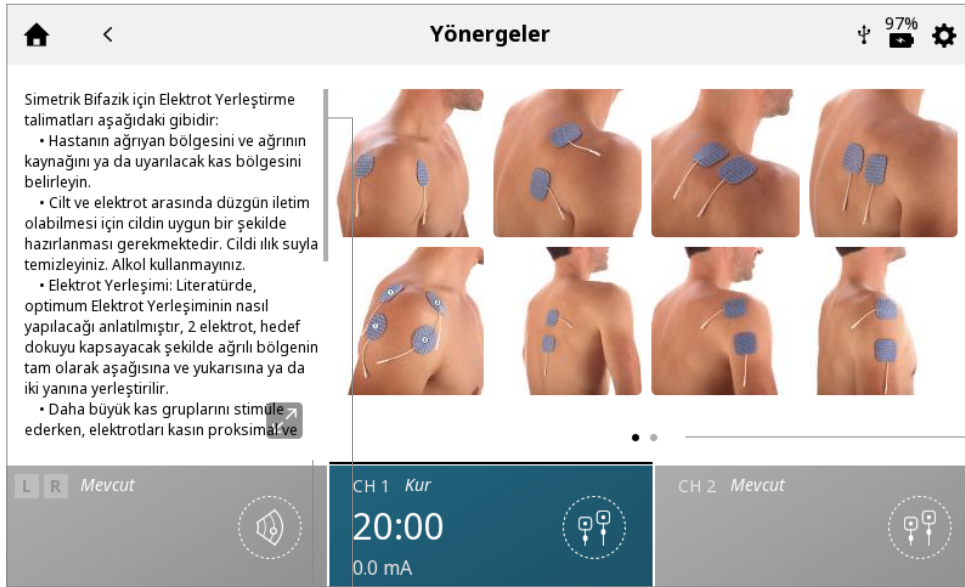 Yönergeler
97%
Simetrik Bifazik için Elektrot Yerleştirme
talimatları aşağıdaki gibidir:
• Hastanın ağrıyan bölgesini ve ağrının
kaynağını ya da uyarılacak kas bölgesini
belirleyin.
• Cilt ve elektrot arasında düzgün iletim
olabilmesi için cildin uygun bir şekilde
hazırlanması gerekmektedir. Cildi ılık suyla
temizleyiniz. Alkol kullanmayınız.
• Elektrot Yerleşimi: Literatürde,
optimum Elektrot Yerleşiminin nasıl
yapılacağı anlatılmıştır, 2 elektrot, hedef
dokuyu kapsayacak şekilde ağrılı bölgenin
tam olarak aşağısına ve yukarısına ya da
iki yanına yerleştirilir.
• Daha büyük kas gruplarını stimüle
ederken, elektrotları kasın proksimal ve
L R Mevcut
CH 1 Kur
20:00
0.0 mA
CH 2 Mevcut